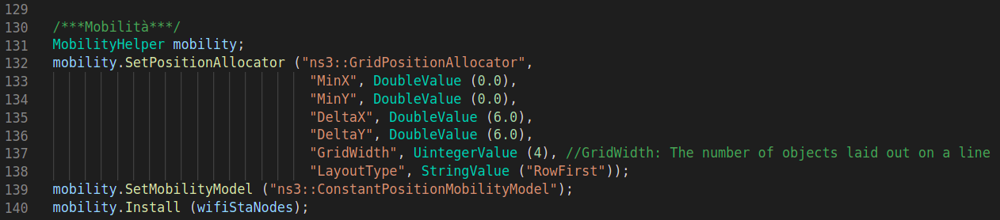 129
130 /***Mobilità***/
131 MobilityHelper mobility;
132 mobility.SetPositionAllocator ("ns3::GridPositionAllocator",
133 "MinX", DoubleValue (0.0),
134 "MinY", DoubleValue (0.0),
135 "DeltaX", DoubleValue (6.0),
136 "DeltaY", DoubleValue (6.0),
137 "GridWidth", UintegerValue (4), //GridWidth: The number of objects laid out on a line
138 "LayoutType", StringValue ("RowFirst"));
139 mobility.SetMobilityModel ("ns3::ConstantPositionMobilityModel");
140 mobility.Install (wifiStaNodes);